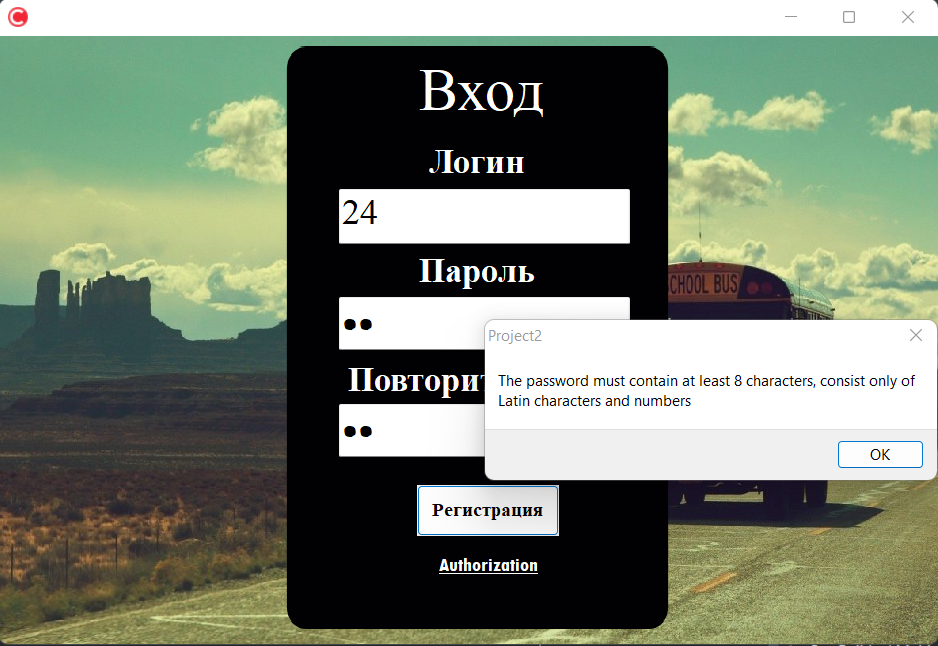 Вход
Логин
24
Пароль
SCHOOL BUS
Project2
The password must contain at least 8 characters, consist only of
Latin characters and numbers
OK
Регистрация
Authorization